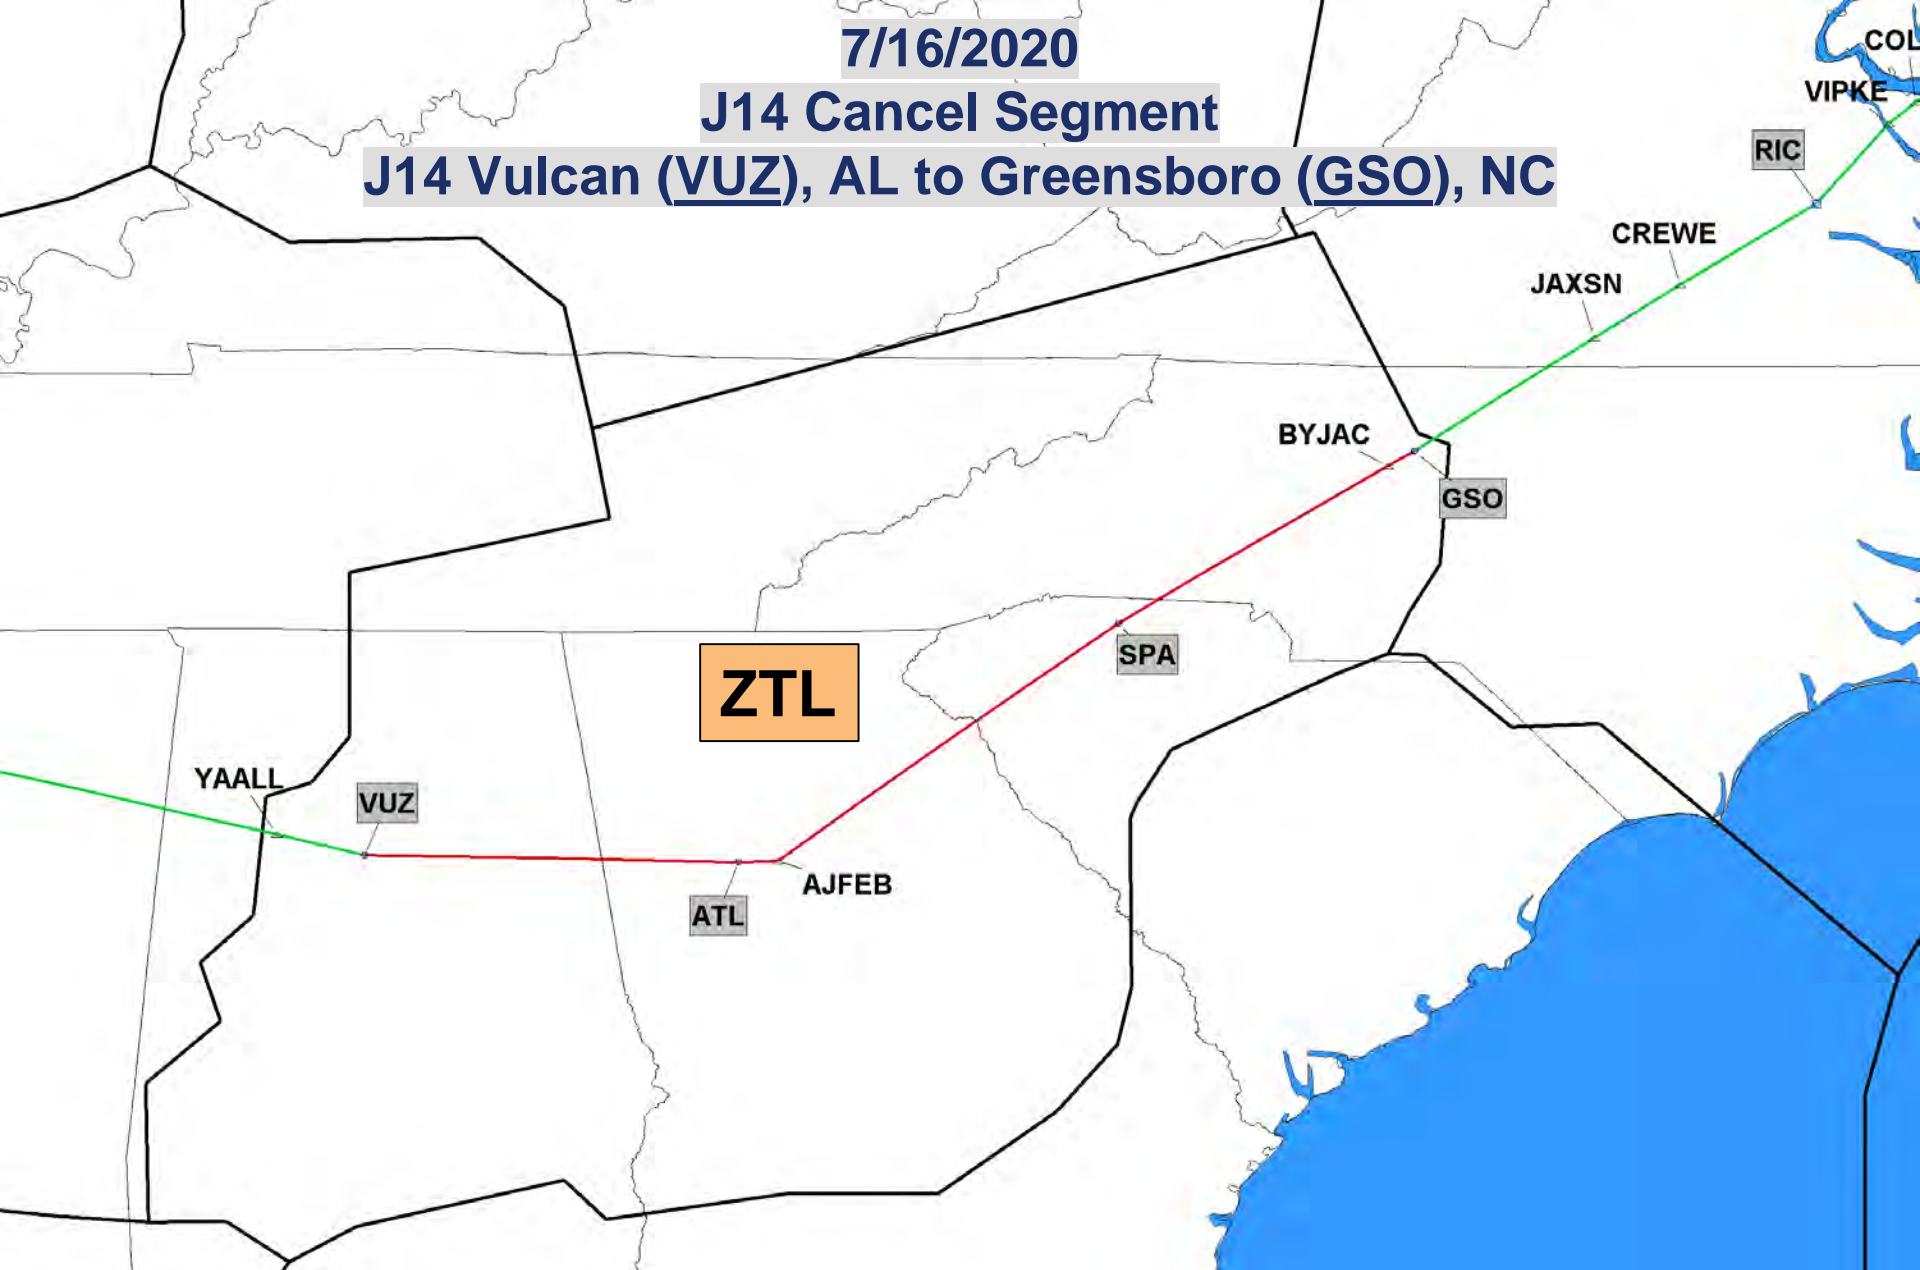 7/16/2020
J14 Cancel Segment
J14 Vulcan (VUZ), AL to Greensboro (GSO), NC
COL
VIPKE
RIC
CREWE
JAXSN
BYJAC
GSO
SPA
ZTL
YAALL
VUZ
AJFEB
ATL